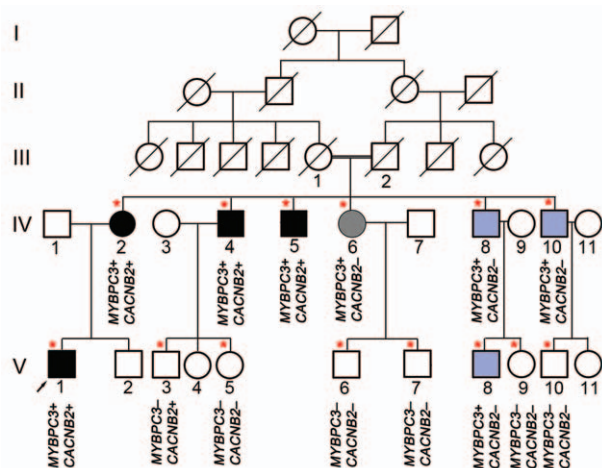 I
II
III
1 2
IV
1 2 3 4 5 6 7 8 9 10 11
MYBPC3+
CACNB2+
MYBPC3+
CACNB2+
MYBPC3+
CACNB2+
MYBPC3+
CACNB2–
MYBPC3+
CACNB2–
MYBPC3+
CACNB2–
V
1 2 3 4 5 6 7 8 9 10 11
MYBPC3+
CACNB2+
MYBPC3–
CACNB2+
MYBPC3–
CACNB2–
MYBPC3–
CACNB2–
MYBPC3–
CACNB2–
MYBPC3+
CACNB2–
MYBPC3–
CACNB2–
MYBPC3–
CACNB2–